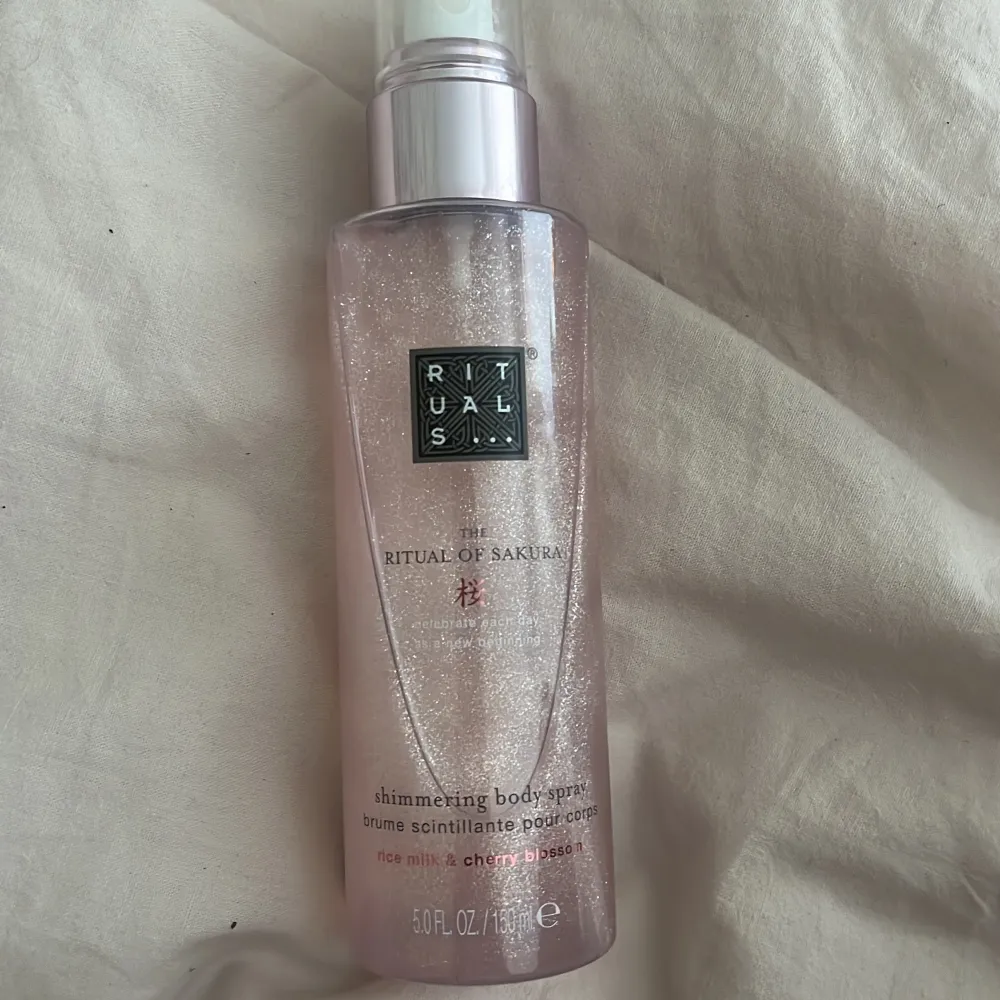 RIT
UAL
S...
®
THE
RITUAL OF SAKURA
桜
celebrate each day
as a new beginning
shimmering body spray
brume scintillante pour corps
rice milk & cherry blossom
5.0 FL. OZ. / 150 ml e